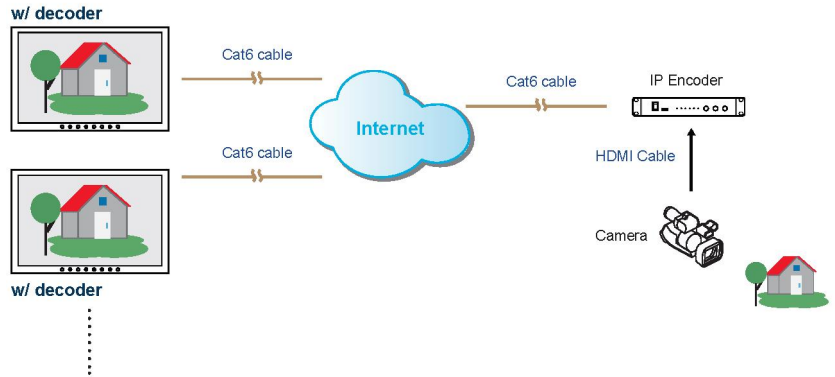 w/ decoder
Cat6 cable
Cat6 cable
IP Encoder
Internet
Cat6 cable
HDMI Cable
Camera
w/ decoder